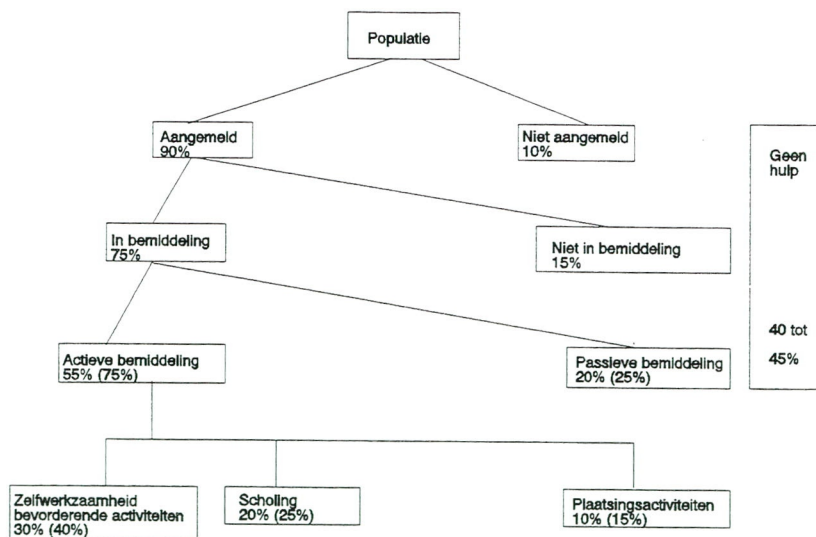 Populatie
Aangemeld
90%
Niet aangemeld
10%
Geen
hulp
In bemiddeling
75%
Niet in bemiddeling
15%
40 tot
45%
Actieve bemiddeling
55% (75%)
Passieve bemiddeling
20% (25%)
Zelfwerkzaamheid
bevorderende activiteiten
30% (40%)
Scholing
20% (25%)
Plaatsingsactiviteiten
10% (15%)